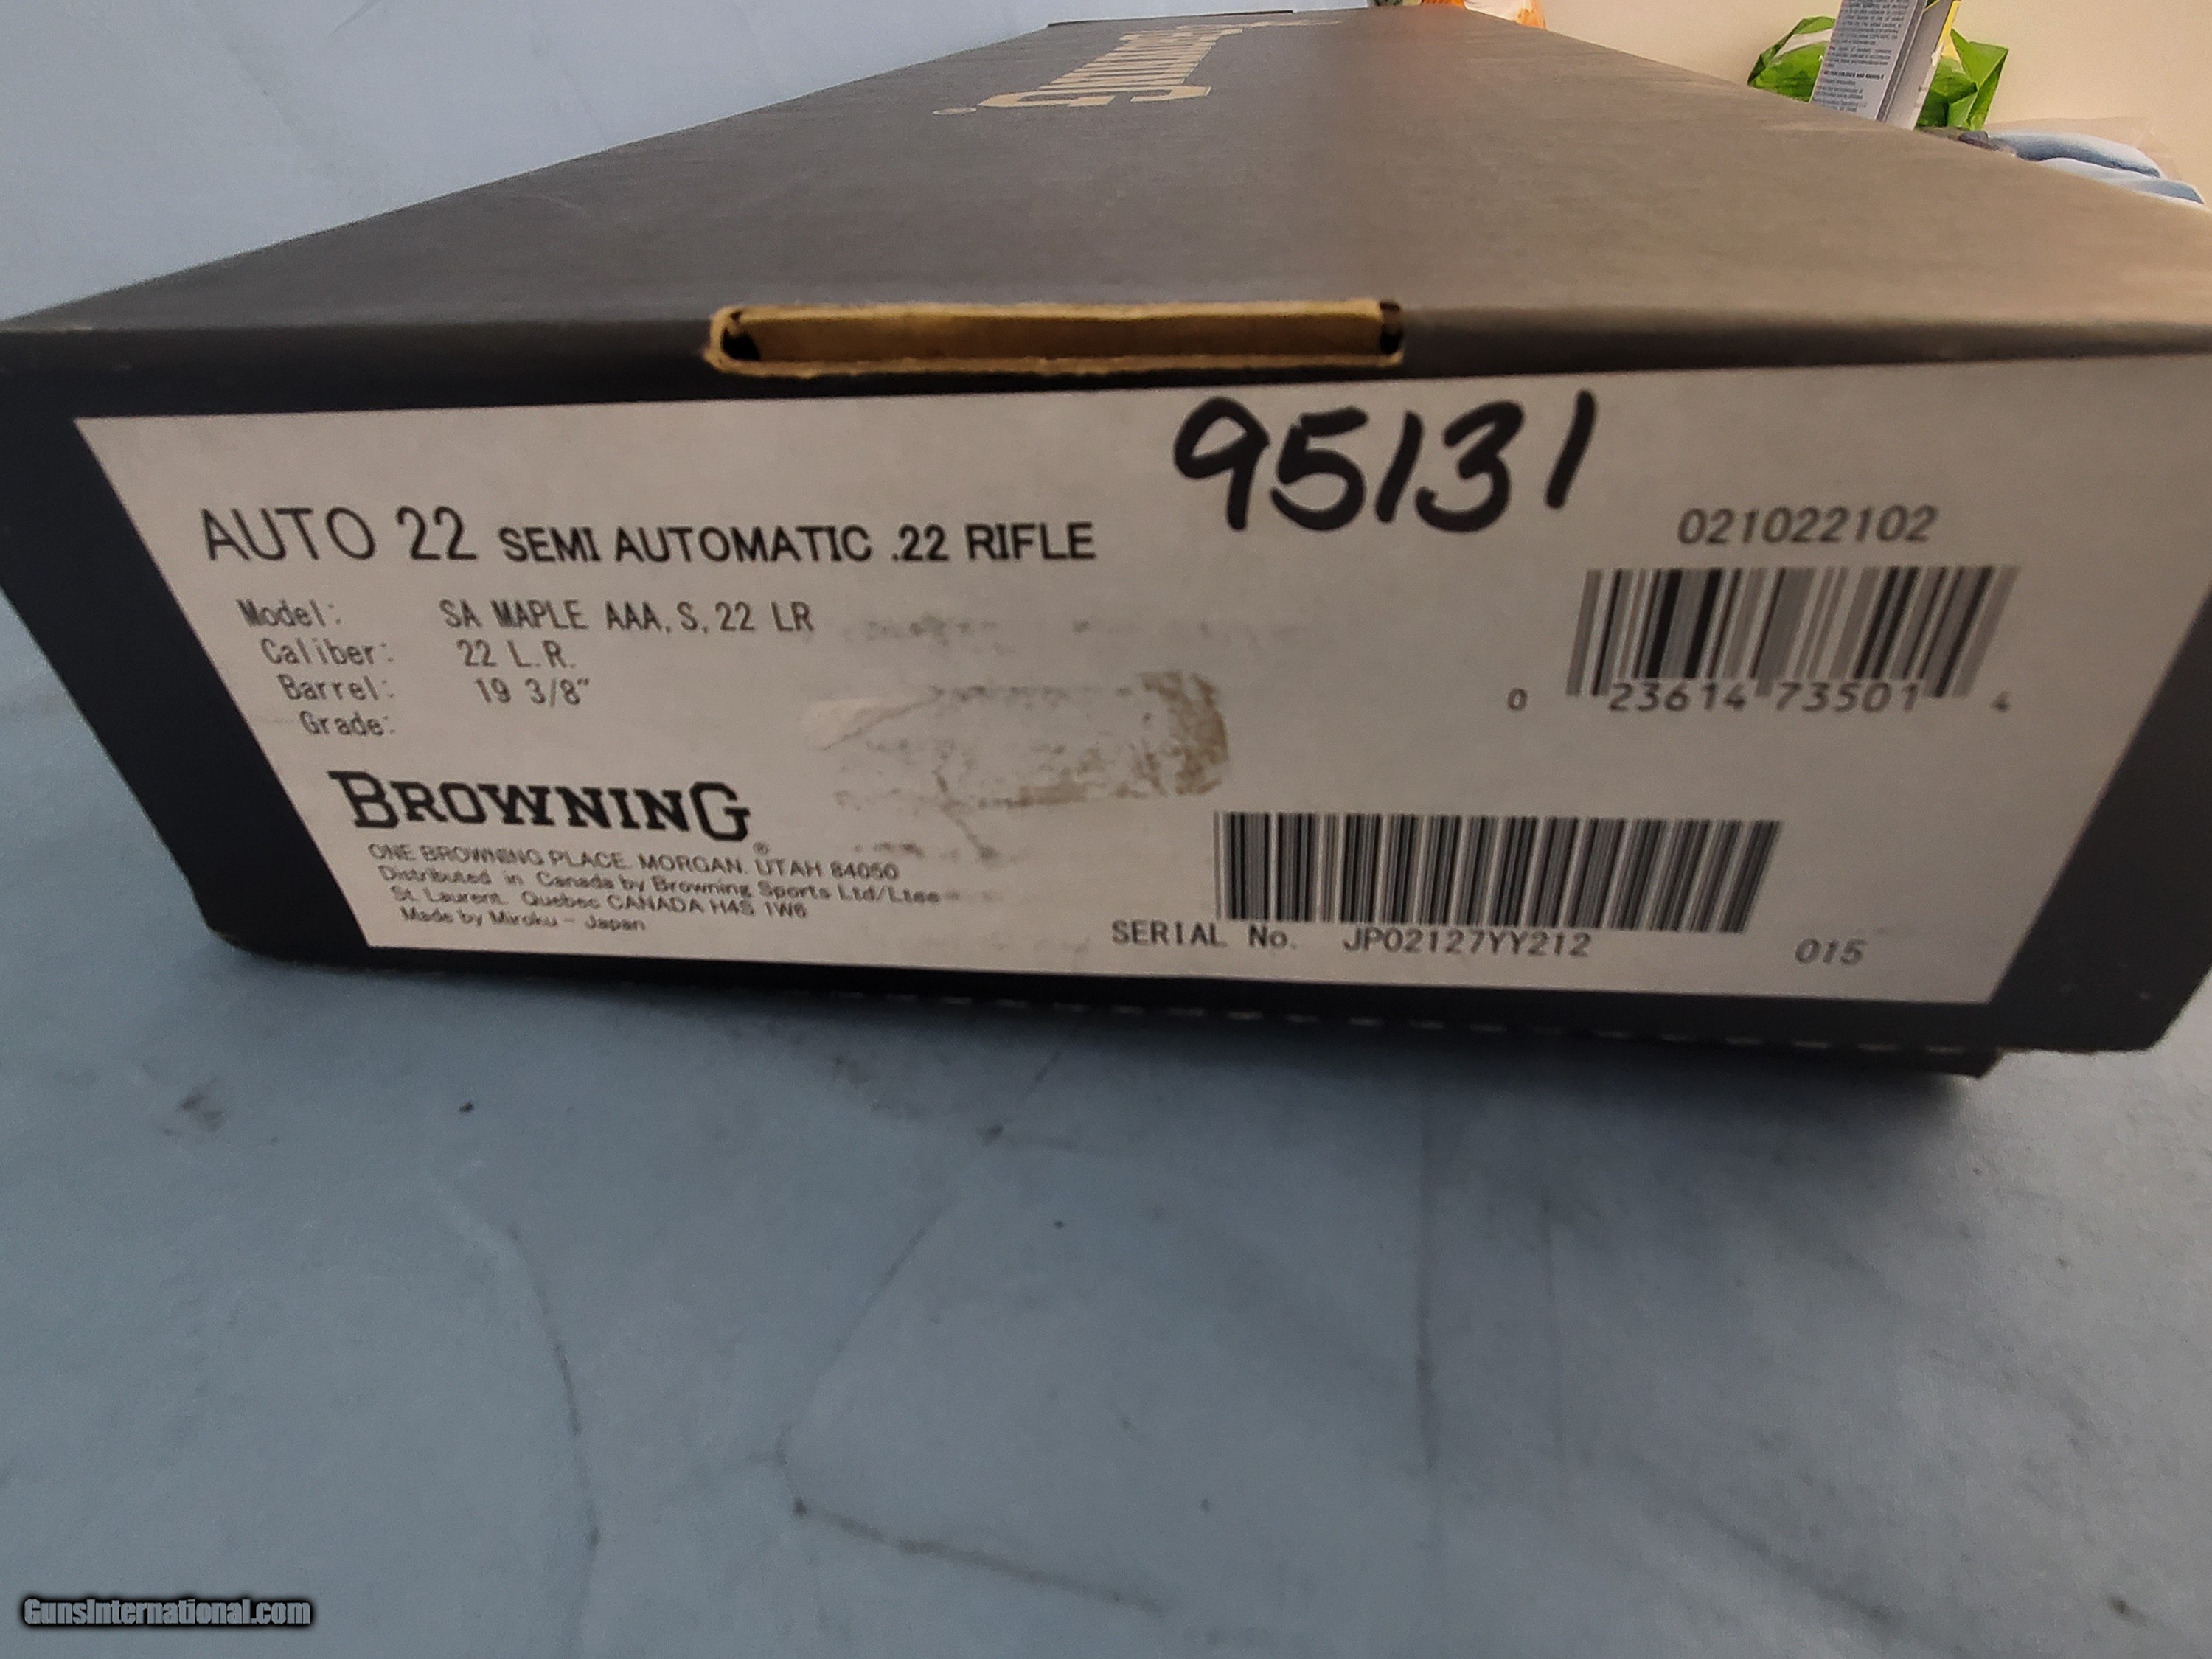 BROWNING
95131
AUTO 22 SEMI AUTOMATIC .22 RIFLE
021022102
Model: SA MAPLE AAA,S,22 LR
Caliber: 22 L.R.
Barrel: 19 3/8"
Grade:
0 23614 73501 4
BROWNING®
ONE BROWNING PLACE, MORGAN, UTAH 84050
Distributed in Canada by Browning Sports Ltd/Ltee
St. Laurent, Quebec CANADA H4S 1W6
Made by Miroku - Japan
SERIAL No. JP02127YY212
015
GunsInternational.com